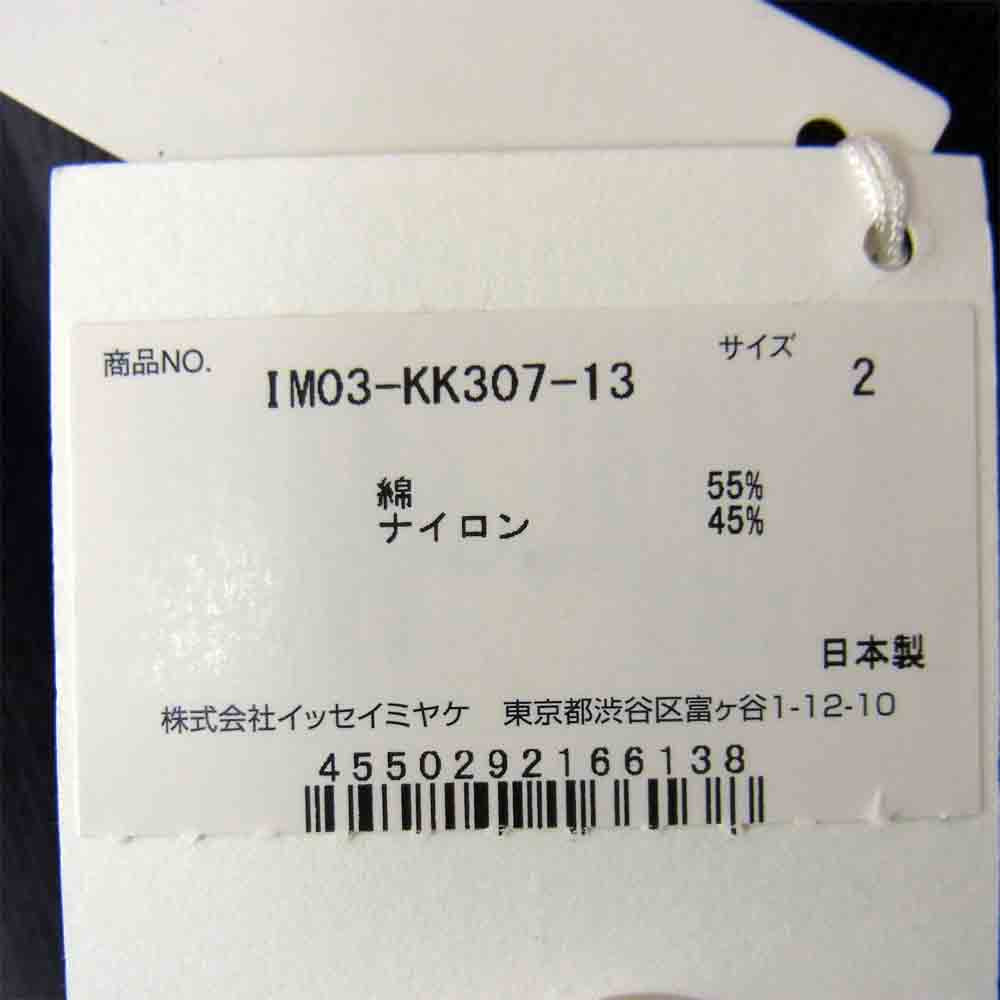 商品NO. IM03-KK307-13 サイズ 2
綿 55%
ナイロン 45%
日本製
株式会社イッセイミヤケ 東京都渋谷区富ヶ谷1-12-10
4550292166138